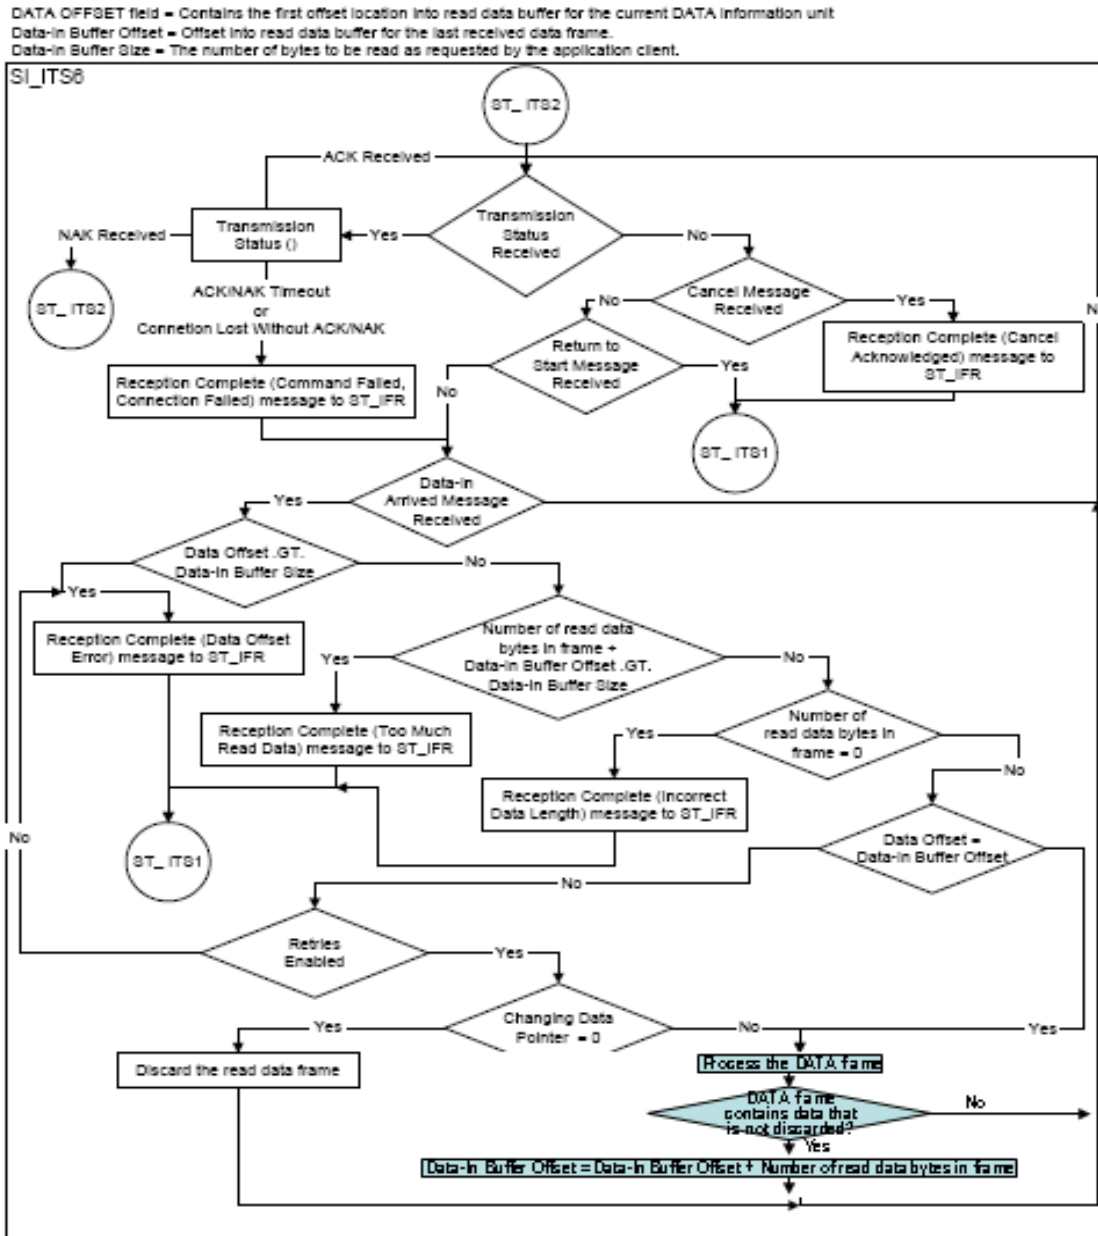 DATA OFFSET field = Contains the first offset location into read data buffer for the current DATA information unit
Data-In Buffer Offset = Offset into read data buffer for the last received data frame.
Data-In Buffer Size = The number of bytes to be read as requested by the application client.
SI_ITS6
ST_ ITS2
ACK Received
Transmission
Status
Received
Transmission
Status ()
Yes
NAK Received
No
ST_ ITS2
ACK/NAK Timeout
or
Connetion Lost Without ACK/NAK
Cancel Message
Received
No
Yes
N
Reception Complete (Cancel
Acknowledged) message to
ST_IFR
Return to
Start Message
Received
Yes
No
Reception Complete (Command Failed,
Connection Failed) message to ST_IFR
ST_ ITS1
Data-In
Arrived Message
Received
Yes
Data Offset .GT.
Data-In Buffer Size
No
Yes
Reception Complete (Data Offset
Error) message to ST_IFR
Number of read data
bytes in frame +
Data-In Buffer Offset .GT.
Data-In Buffer Size
Yes
No
Reception Complete (Too Much
Read Data) message to ST_IFR
Number of
read data bytes in
frame = 0
Yes
No
Reception Complete (Incorrect
Data Length) message to ST_IFR
No
ST_ ITS1
Data Offset =
Data-In Buffer Offset
No
Retries
Enabled
Yes
Changing Data
Pointer = 0
Yes
No
Yes
Discard the read data frame
Process the DATA fame
DATA fame
contains data that
is not discarded?
No
Yes
Data-In Buffer Offset = Data-In Buffer Offset + Number of read data bytes in frame